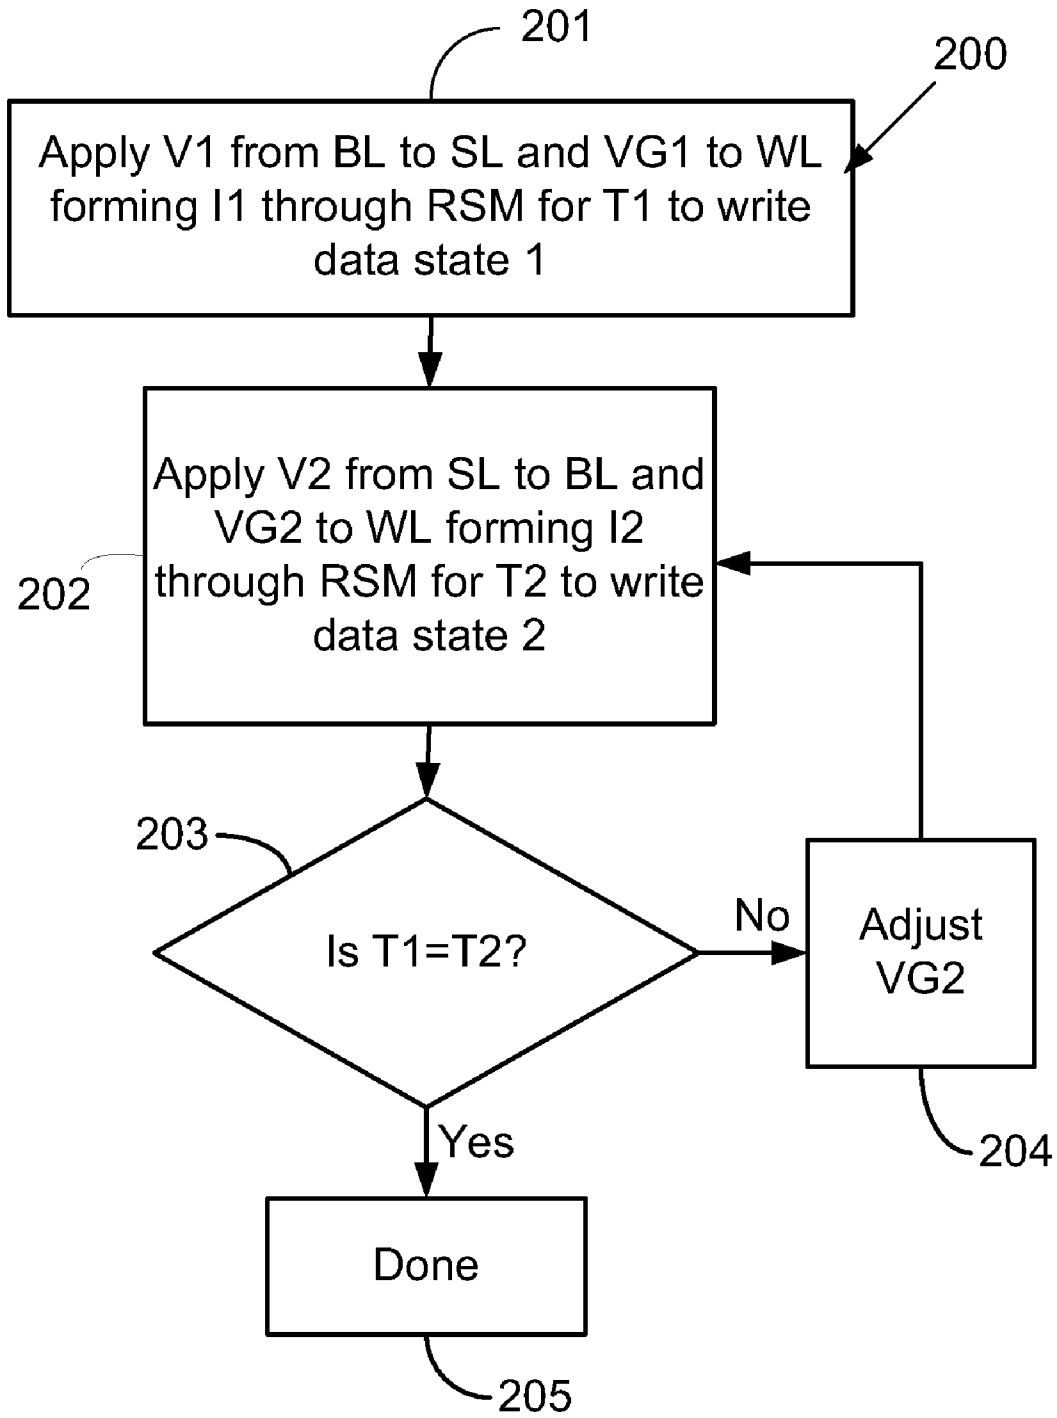 201
200
Apply V1 from BL to SL and VG1 to WL
forming I1 through RSM for T1 to write
data state 1
Apply V2 from SL to BL and
VG2 to WL forming I2
through RSM for T2 to write
data state 2
202
203
Is T1=T2?
No
Adjust
VG2
204
Yes
Done
205